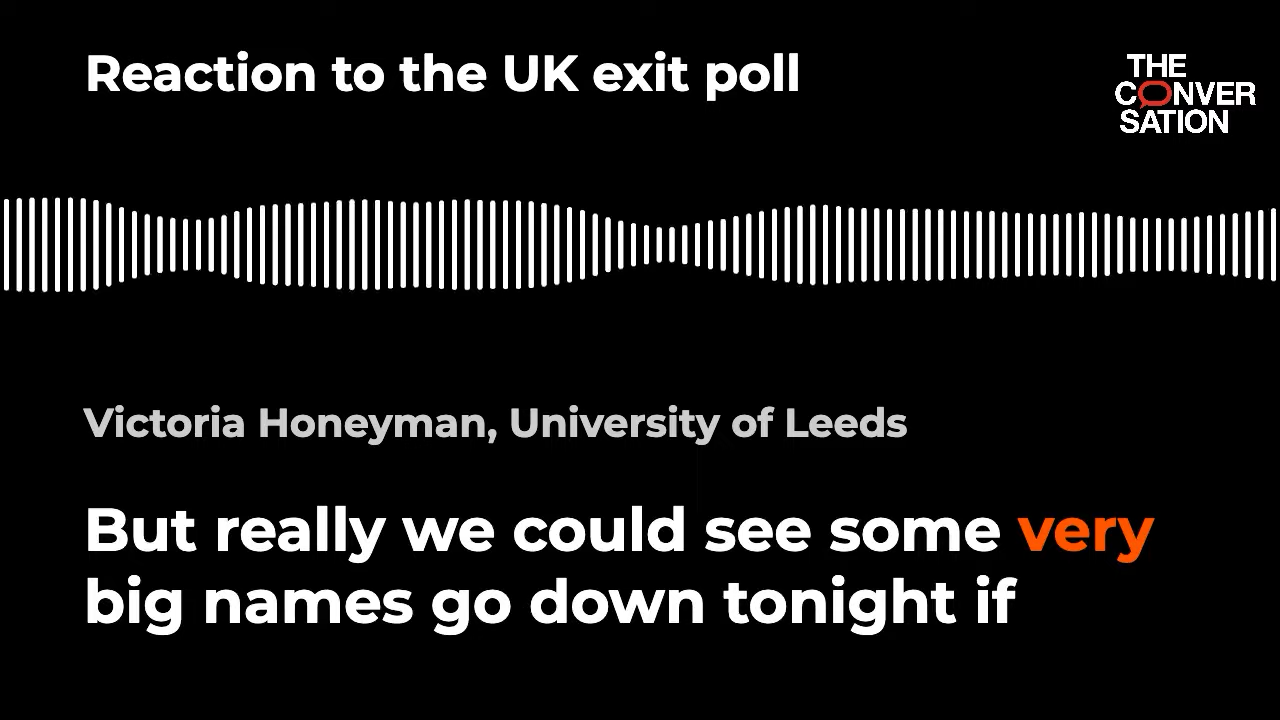 Reaction to the UK exit poll
THE
CONVER
SATION
Victoria Honeyman, University of Leeds
But really we could see some very
big names go down tonight if